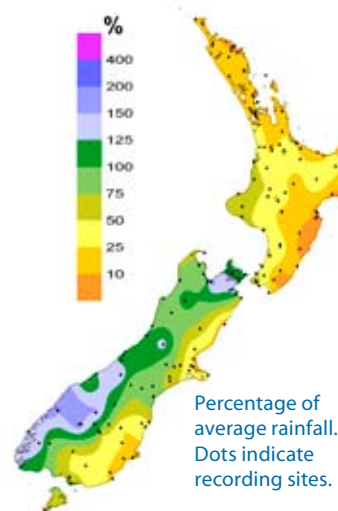 %
400
200
150
125
100
75
50
25
10
Percentage of
average rainfall.
Dots indicate
recording sites.